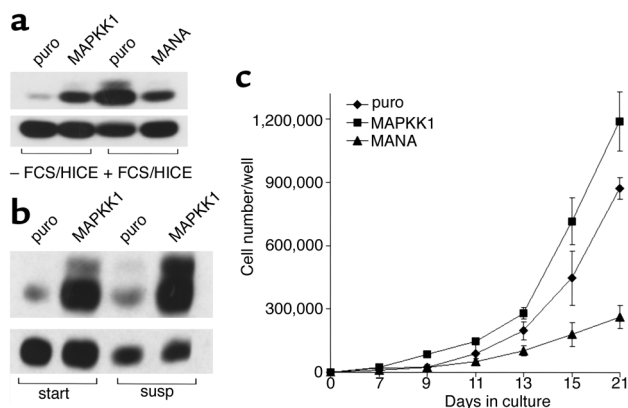 a
puro MAPKK1 puro MANA
– FCS/HICE + FCS/HICE
b
puro MAPKK1 puro MAPKK1
start susp
c
puro
MAPKK1
MANA
Cell number/well
1,200,000
900,000
600,000
300,000
0
0 7 9 11 13 15 21
Days in culture